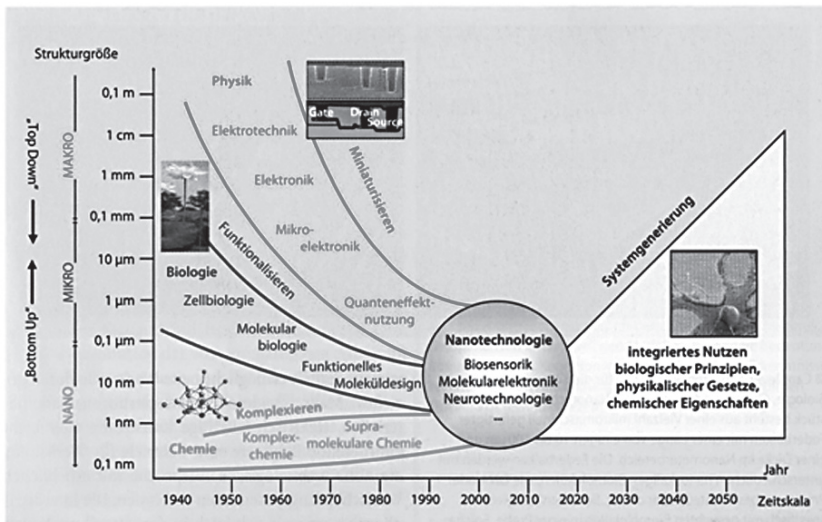 Strukturgröße
0,1 m
1 cm
1 mm
0,1 mm
10 µm
1 µm
0,1 µm
10 nm
1 nm
0,1 nm
„Top Down"
„Bottom Up"
MAKRO
MIKRO
NANO
Physik
Elektrotechnik
Elektronik
Mikro-
elektronik
Quanteneffekt-
nutzung
Gate Drain
Source
Miniaturisieren
Funktionalisieren
Biologie
Zellbiologie
Molekular
biologie
Funktionelles
Moleküldesign
Komplexieren
Chemie
Komplex-
chemie
Supra-
molekulare Chemie
Nanotechnologie
Biosensorik
Molekularelektronik
Neurotechnologie
...
Systemgenerierung
integriertes Nutzen
biologischer Prinzipien,
physikalischer Gesetze,
chemischer Eigenschaften
Jahr
1940 1950 1960 1970 1980 1990 2000 2010 2020 2030 2040 2050
Zeitskala